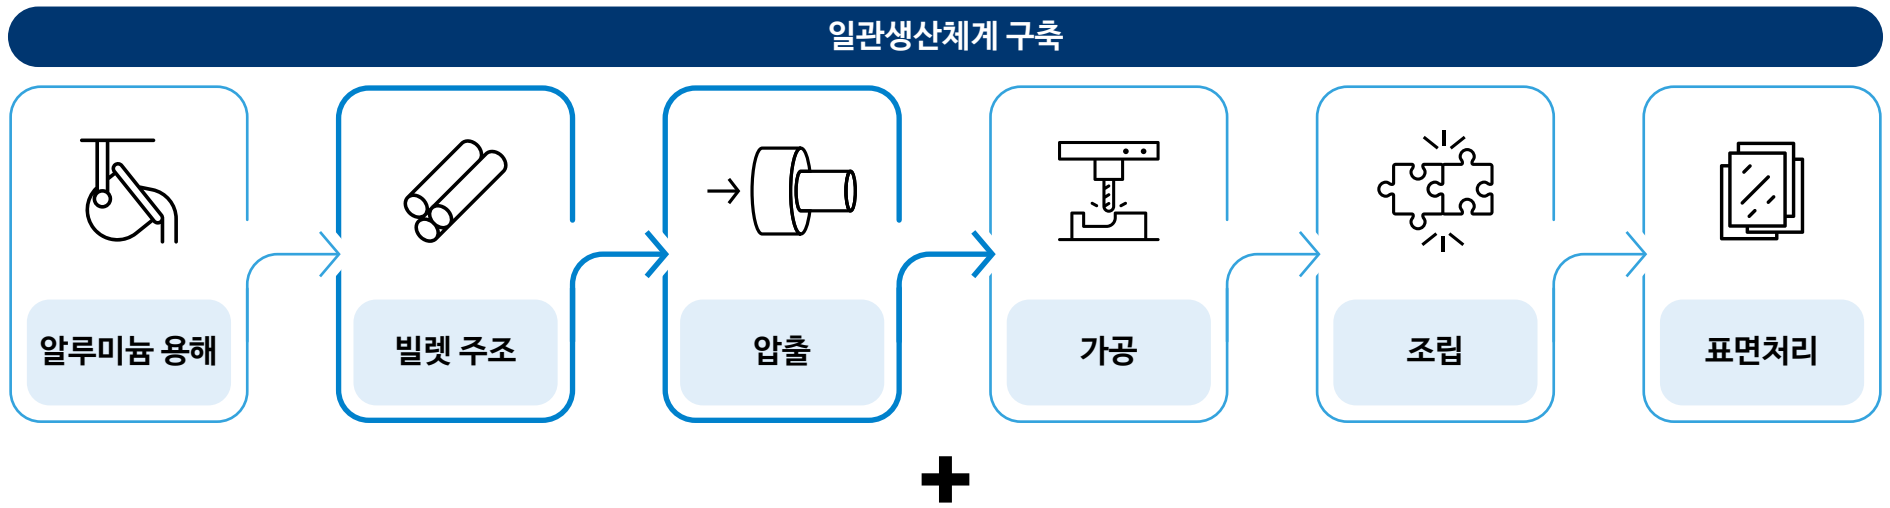 일관생산체계 구축
알루미늄 용해
빌렛 주조
압출
가공
조립
표면처리